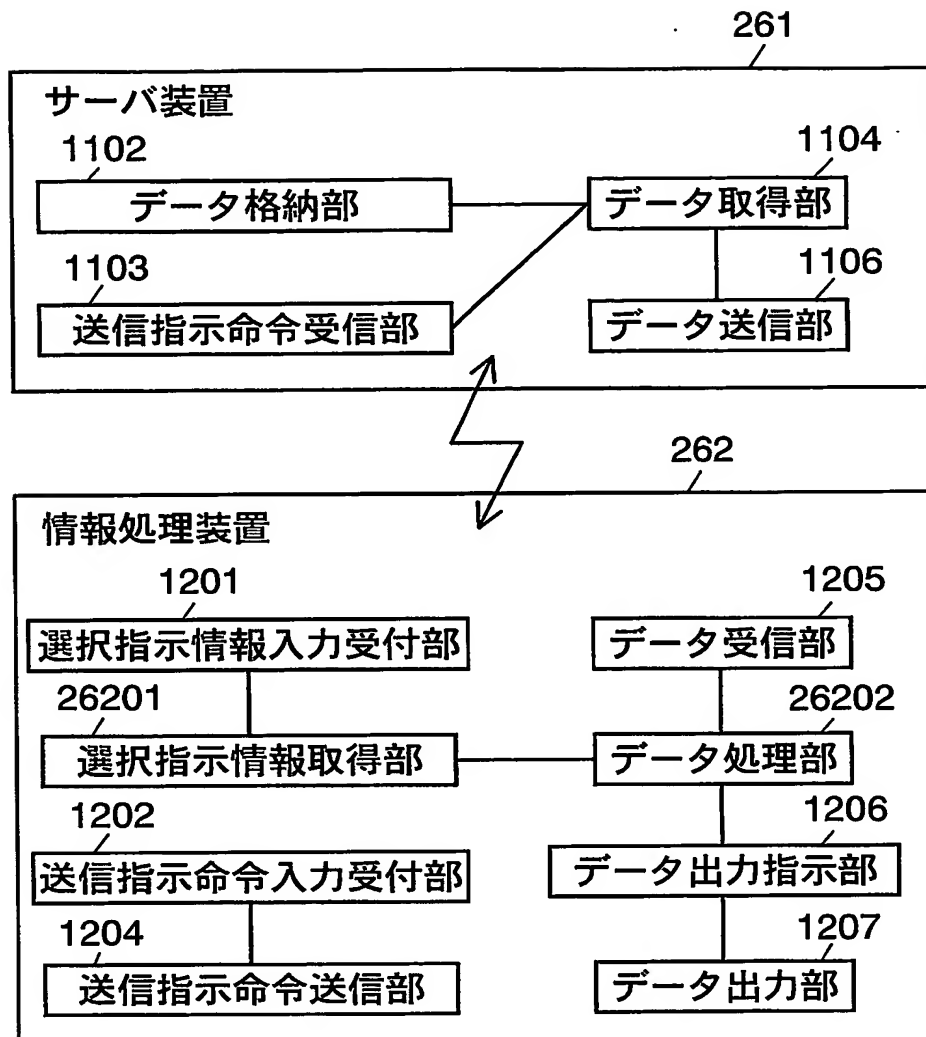 261
サーバ装置
1102
1104
データ格納部
データ取得部
1103
1106
送信指示命令受信部
データ送信部
262
情報処理装置
1201
1205
選択指示情報入力受付部
データ受信部
26201
26202
選択指示情報取得部
データ処理部
1202
1206
送信指示命令入力受付部
データ出力指示部
1204
1207
送信指示命令送信部
データ出力部